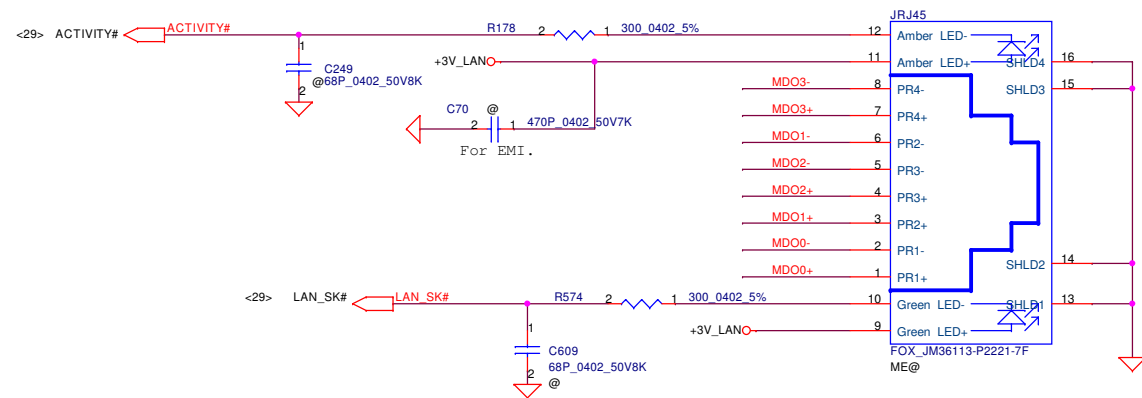 JRJ45
<29> ACTIVITY# ACTIVITY# R178 2 1 300_0402_5% 12 Amber LED-
+3V_LAN 11 Amber LED+ SHLD4 16
1 C249
@68P_0402_50V8K
2
MDO3- 8 PR4- SHLD3 15
C70 @
MDO3+ 7 PR4+
2 1 470P_0402_50V7K
For EMI.
MDO1- 6 PR2-
MDO2- 5 PR3-
MDO2+ 4 PR3+
MDO1+ 3 PR2+
MDO0- 2 PR1-
SHLD2 14
MDO0+ 1 PR1+
<29> LAN_SK# LAN_SK# R574 2 1 300_0402_5% 10 Green LED- SHLD1 13
+3V_LAN 9 Green LED+
1
C609
68P_0402_50V8K
2 @
FOX_JM36113-P2221-7F
ME@